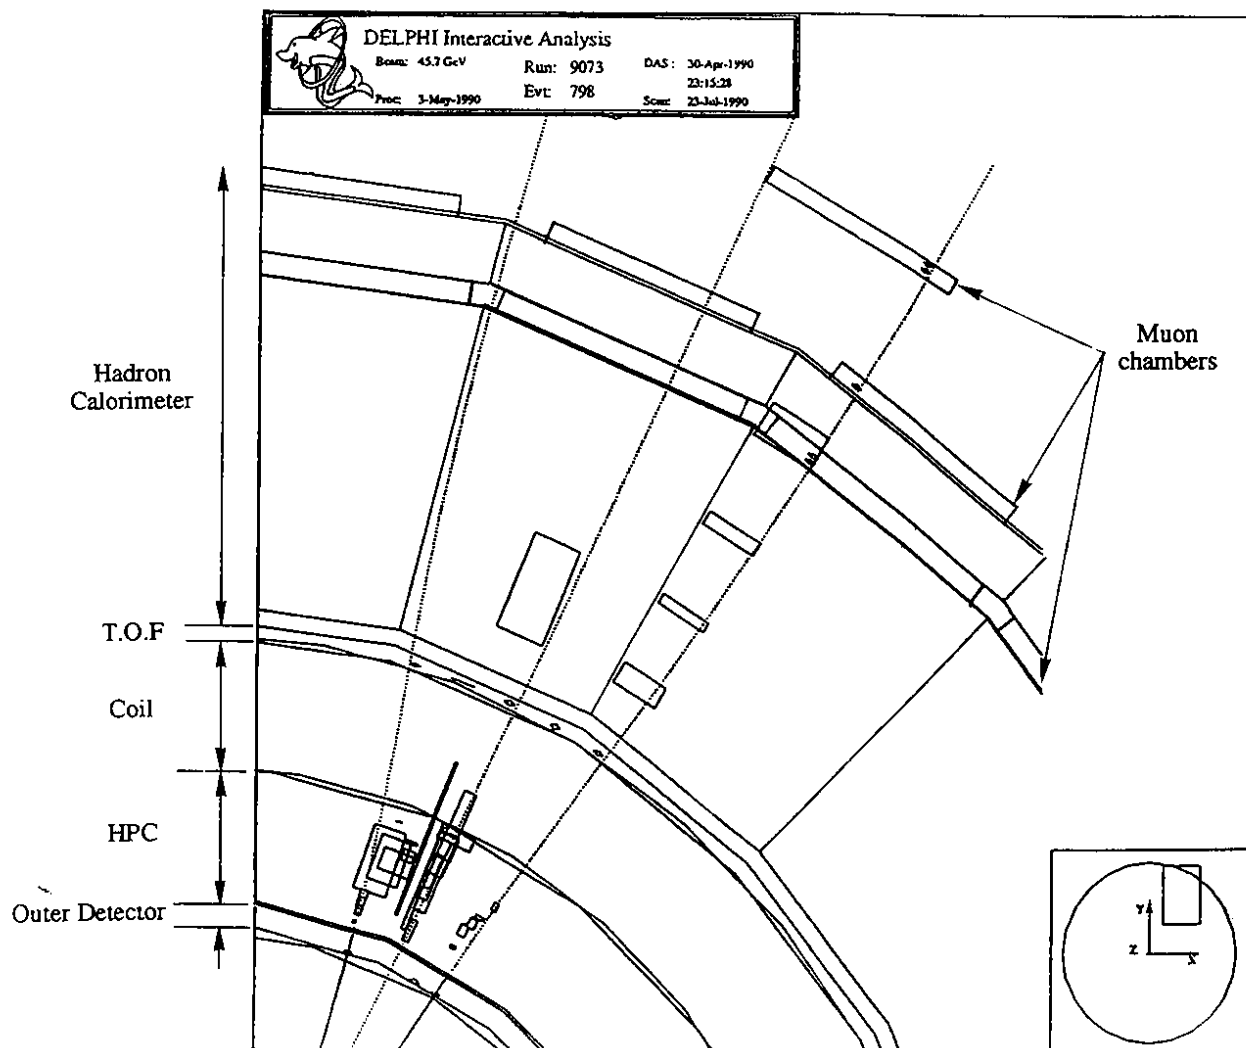 DELPHI Interactive Analysis
Beam: 45.7 GeV
Run: 9073
DAS : 30-Apr-1990
23:15:28
Proc: 3-May-1990
Evt: 798
Scan: 23-Jul-1990
Hadron
Calorimeter
Muon
chambers
T.O.F
Coil
HPC
Outer Detector
Y
Z
X